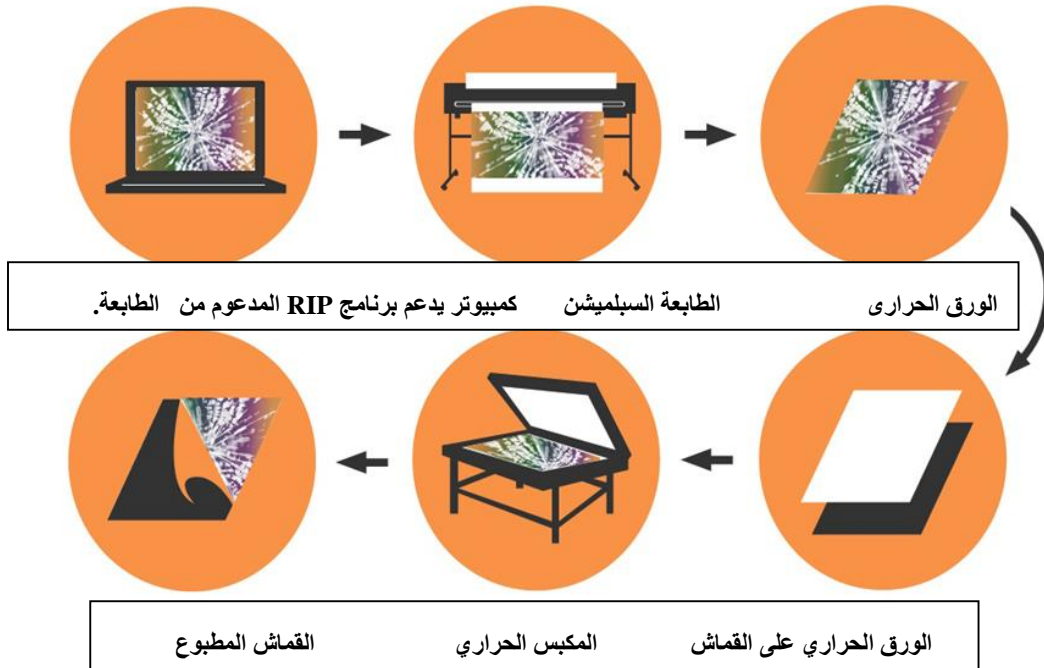 الورق الحرارى الطابعة السبلميشن كمبيوتر يدعم برنامج RIP المدعوم من الطابعة.
الورق الحراري على القماش المكبس الحراري القماش المطبوع